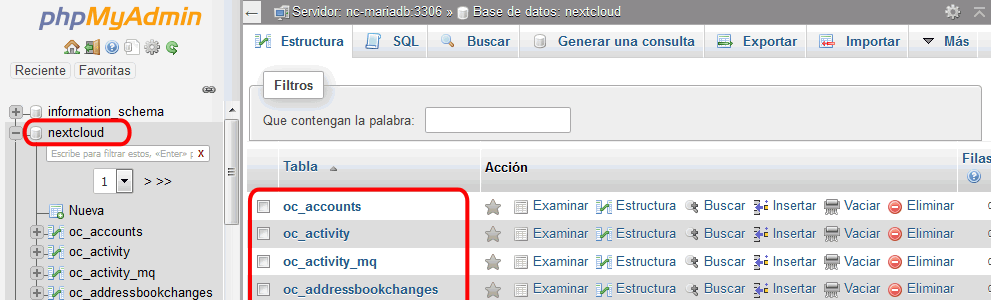 phpMyAdmin
Reciente Favoritas
information_schema
nextcloud
Escribe para filtrar estos, «Enter» p X
1 > >>
Nueva
oc_accounts
oc_activity
oc_activity_mq
oc_addressbookchanges
Servidor: nc-mariadb:3306 » Base de datos: nextcloud
Estructura SQL Buscar Generar una consulta Exportar Importar Más
Filtros
Que contengan la palabra:
Tabla Acción Filas
oc_accounts Examinar Estructura Buscar Insertar Vaciar Eliminar
oc_activity Examinar Estructura Buscar Insertar Vaciar Eliminar
oc_activity_mq Examinar Estructura Buscar Insertar Vaciar Eliminar
oc_addressbookchanges Examinar Estructura Buscar Insertar Vaciar Eliminar